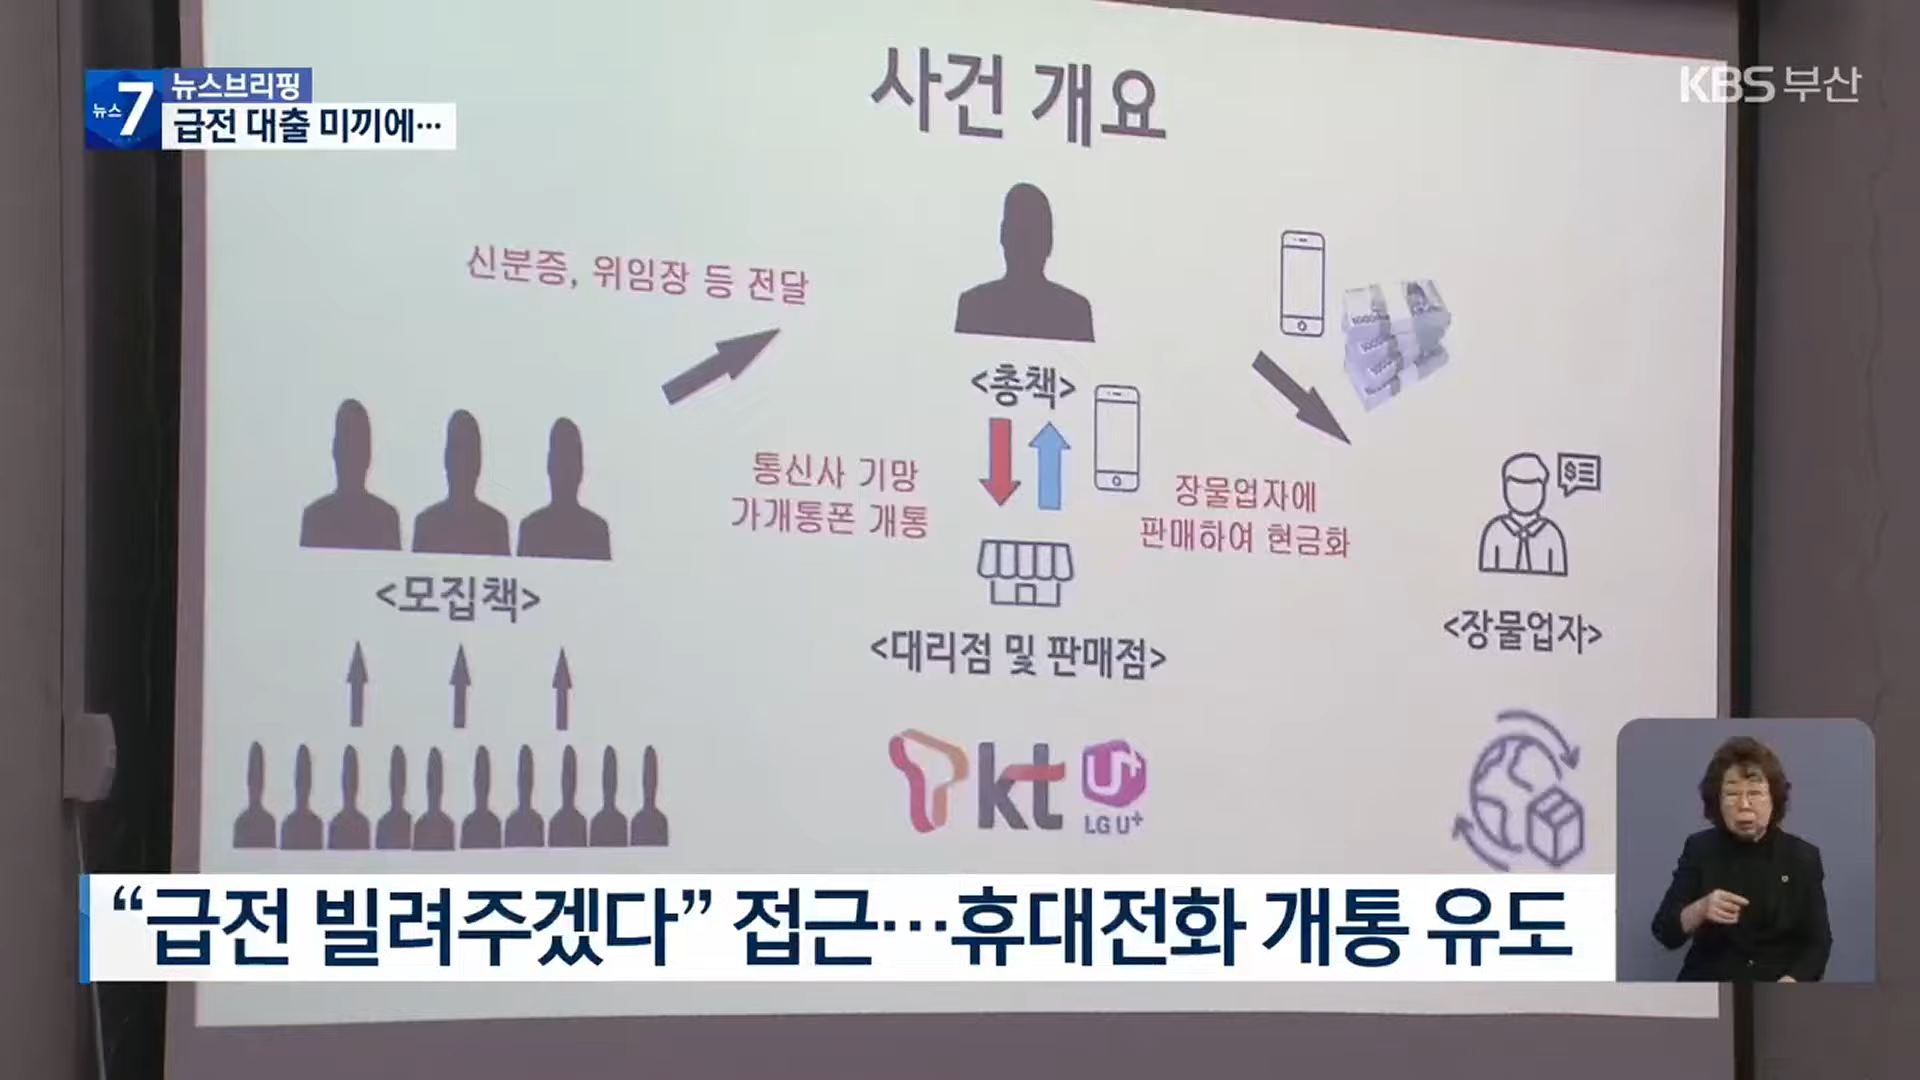 뉴스7
뉴스브리핑
급전 대출 미끼에…
KBS 부산
사건 개요
신분증, 위임장 등 전달
<총책>
통신사 기망
가개통폰 개통
장물업자에
판매하여 현금화
<모집책>
<대리점 및 판매점>
<장물업자>
kt
U+
LG U+
“급전 빌려주겠다” 접근…휴대전화 개통 유도